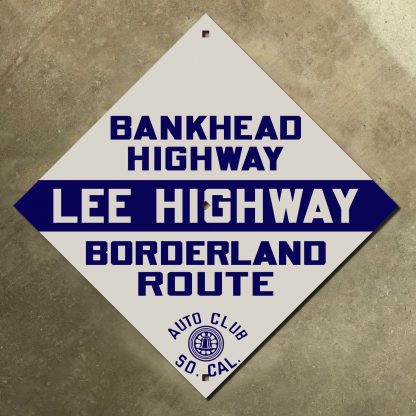 BANKHEAD
HIGHWAY
LEE HIGHWAY
BORDERLAND
ROUTE
AUTO CLUB
SO. CAL.